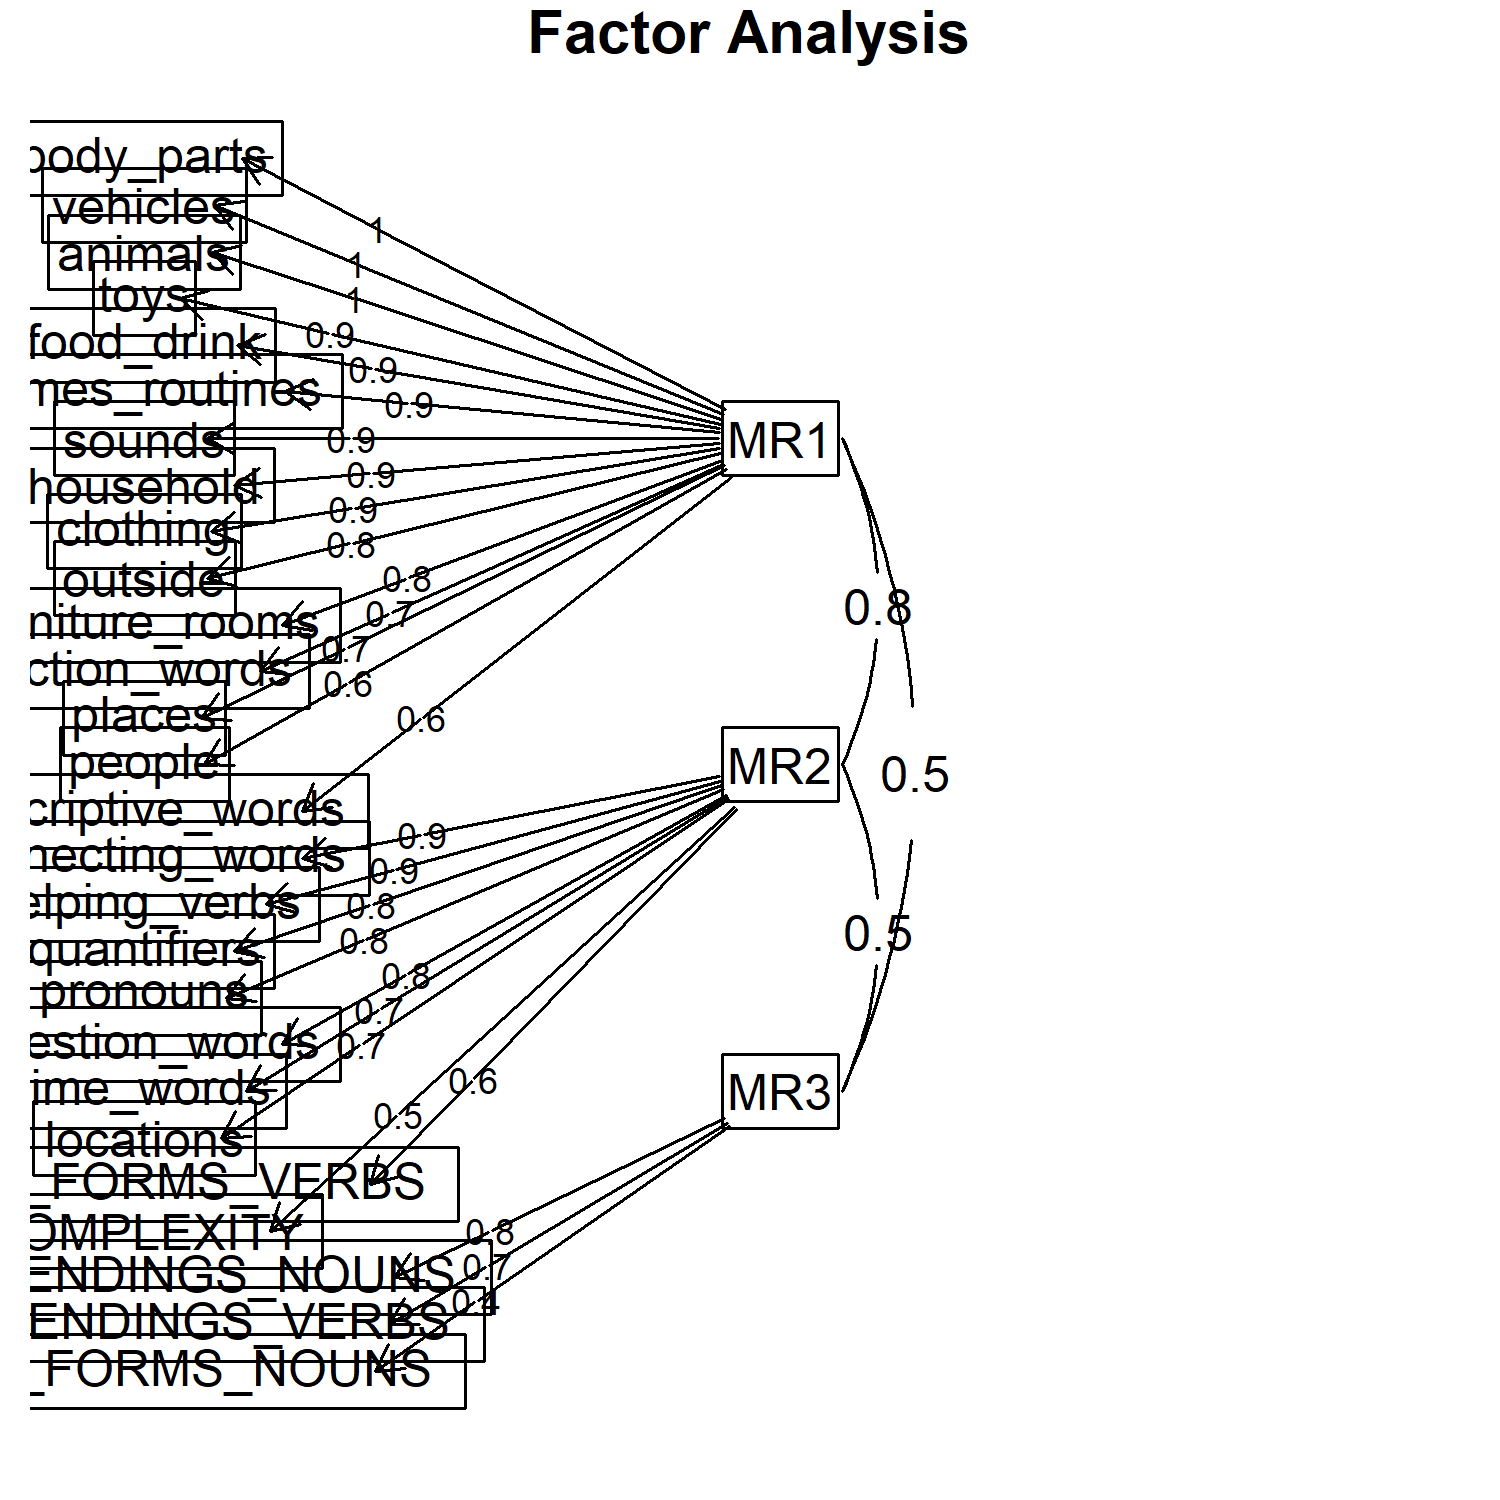 Factor Analysis
body_parts
vehicles
animals
toys
food_drink
mes_routines
sounds
household
clothing
outside
niture_rooms
ction_words
places
people
criptive_words
necting_words
elping_verbs
quantifiers
pronouns
estion_words
ime_words
locations
_FORMS_VERBS
OMPLEXITY
ENDINGS_NOUNS
ENDINGS_VERBS
_FORMS_NOUNS
1
1
1
0.9
0.9
0.9
0.9
0.9
0.9
0.8
0.8
0.7
0.7
0.6
0.6
0.9
0.9
0.8
0.8
0.8
0.7
0.7
0.6
0.5
0.8
0.7
0.4
MR1
MR2
MR3
0.8
0.5
0.5